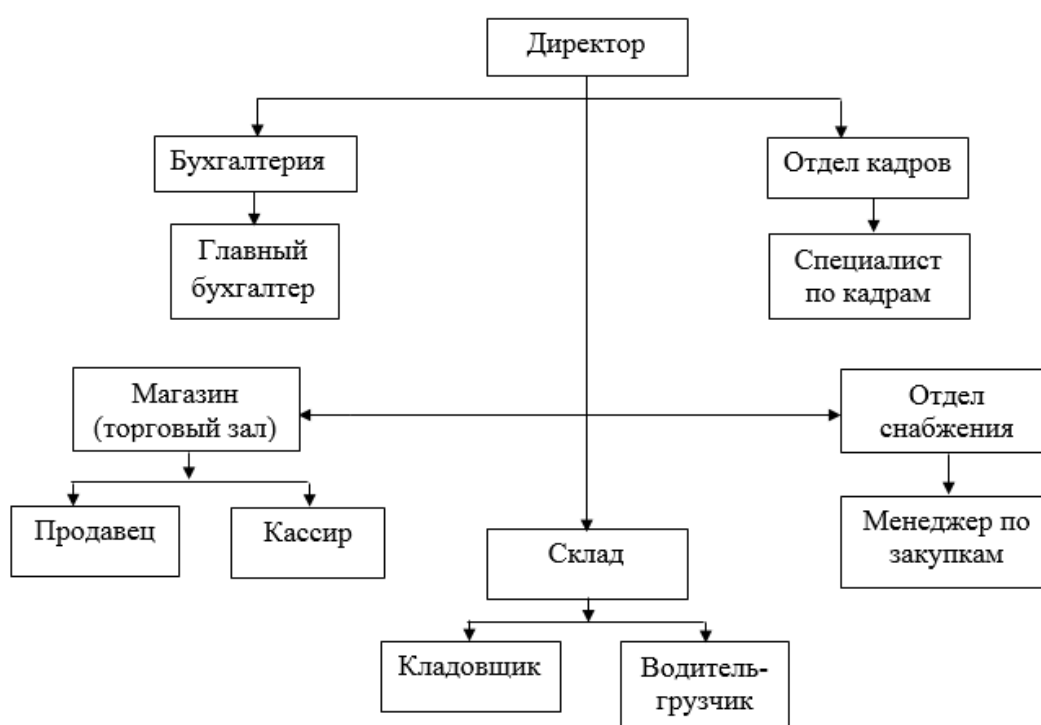 Директор
Бухгалтерия
Отдел кадров
Главный
бухгалтер
Специалист
по кадрам
Магазин
(торговый зал)
Отдел
снабжения
Продавец
Кассир
Склад
Менеджер по
закупкам
Кладовщик
Водитель-
грузчик